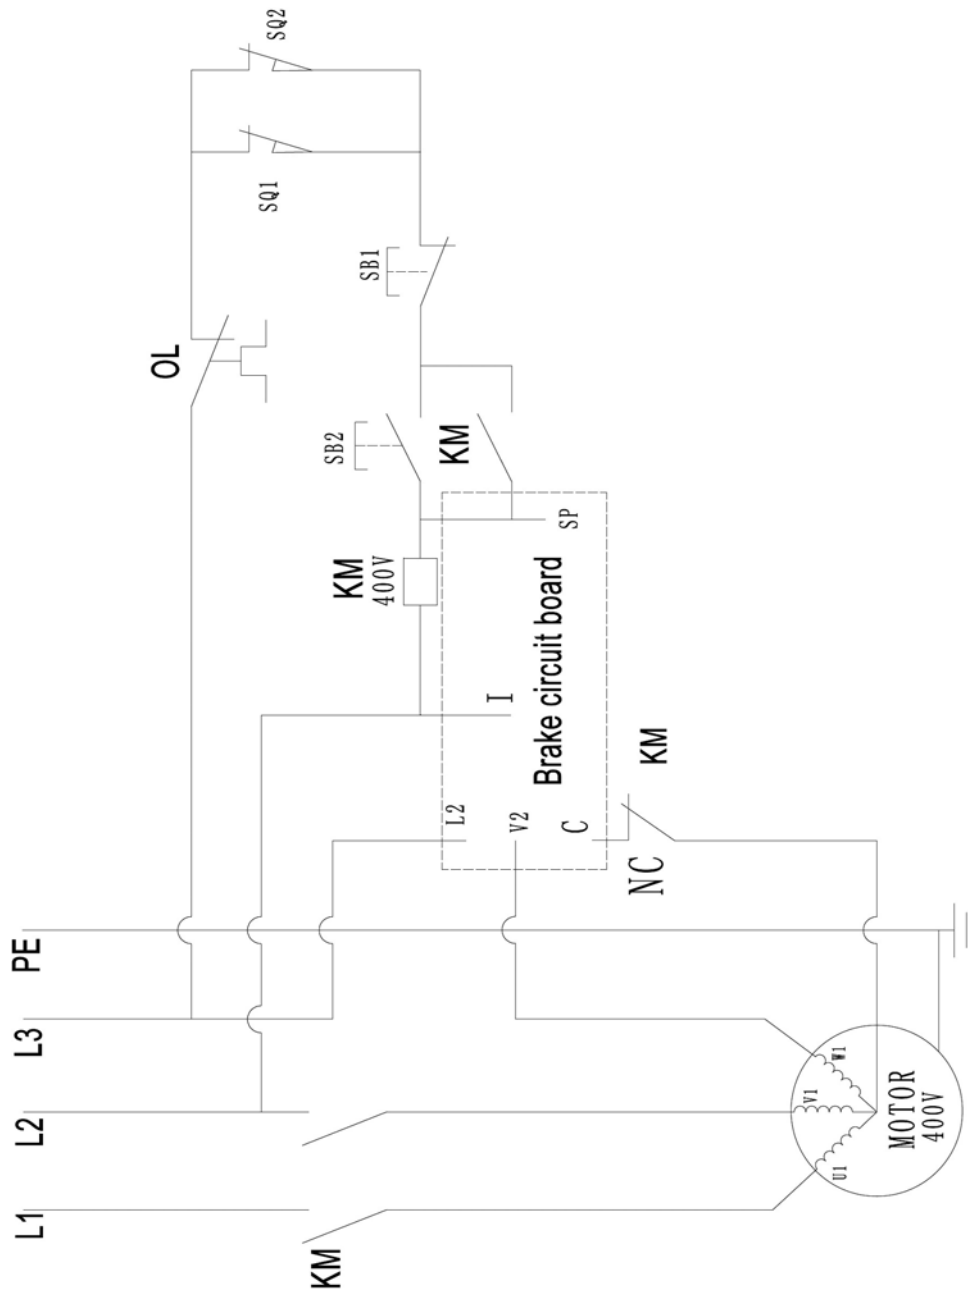 SQ2
SQ1
SB1
OL
SB2
KM
KM
400V
SP
I
Brake circuit board
L2
V2
C
KM
NC
PE
L3
L2
L1
KM
W1
V1
U1
MOTOR
400V